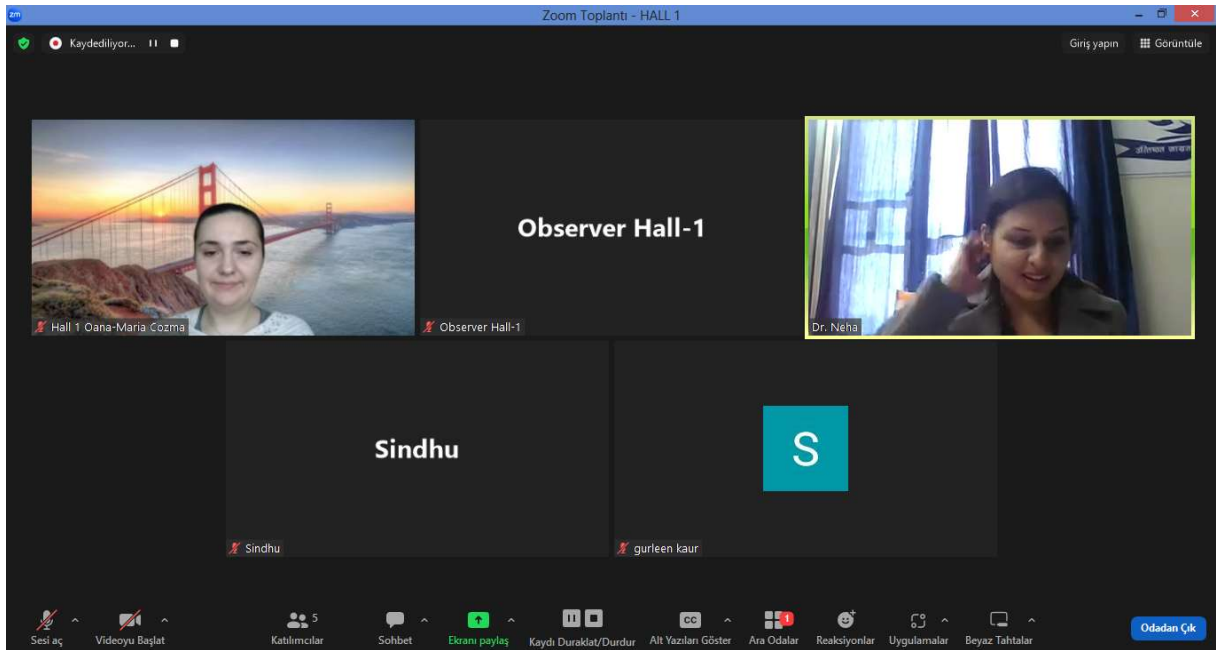 zm
Zoom Toplantı - HALL 1
Kaydediliyor...
Giriş yapın
Görüntüle
Hall 1 Oana-Maria Cozma
Observer Hall-1
Observer Hall-1
Dr. Neha
Sindhu
Sindhu
S
gurleen kaur
Sesi aç
Videoyu Başlat
5
Katılımcılar
Sohbet
Ekranı paylaş
Kaydı Duraklat/Durdur
CC
Alt Yazıları Göster
1
Ara Odalar
Reaksiyonlar
Uygulamalar
Beyaz Tahtalar
Odadan Çık